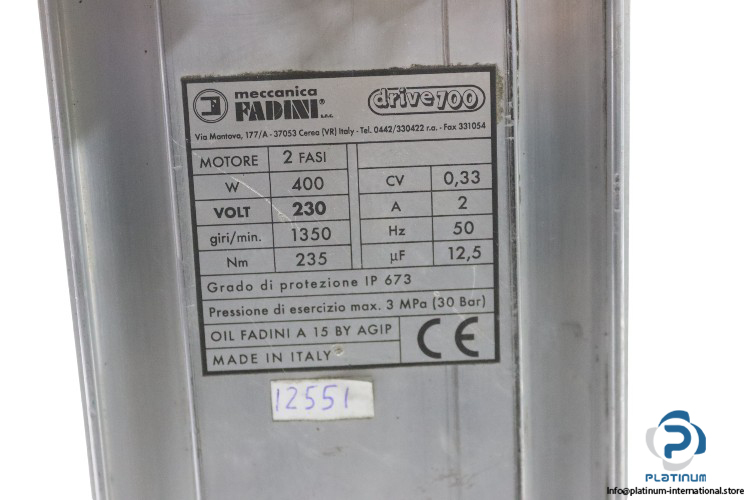 meccanica
FADINI® s.n.c.
drive 700
Via Mantova, 177/A - 37053 Cerea (VR) Italy - Tel. 0442/330422 r.a. - Fax 331054
MOTORE 2 FASI
W 400 CV 0,33
VOLT 230 A 2
giri/min. 1350 Hz 50
Nm 235 µF 12,5
Grado di protezione IP 673
Pressione di esercizio max. 3 MPa (30 Bar)
OIL FADINI A 15 BY AGIP
MADE IN ITALY
CE
12551
PLATINUM
info@platinum-international.store